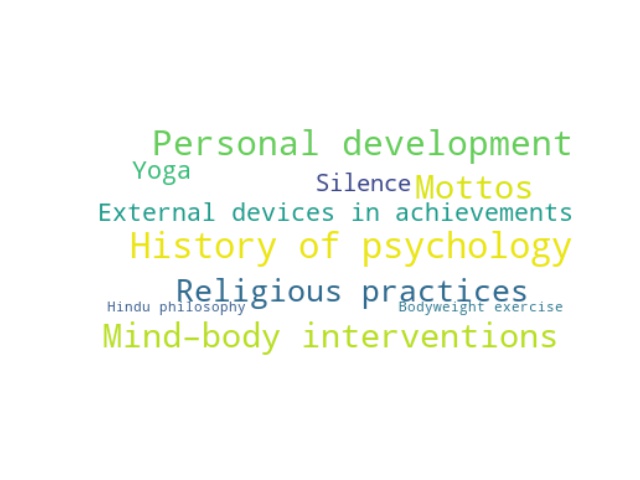 Personal development
Yoga
Silence Mottos
External devices in achievements
History of psychology
Religious practices
Hindu philosophy Bodyweight exercise
Mind–body interventions